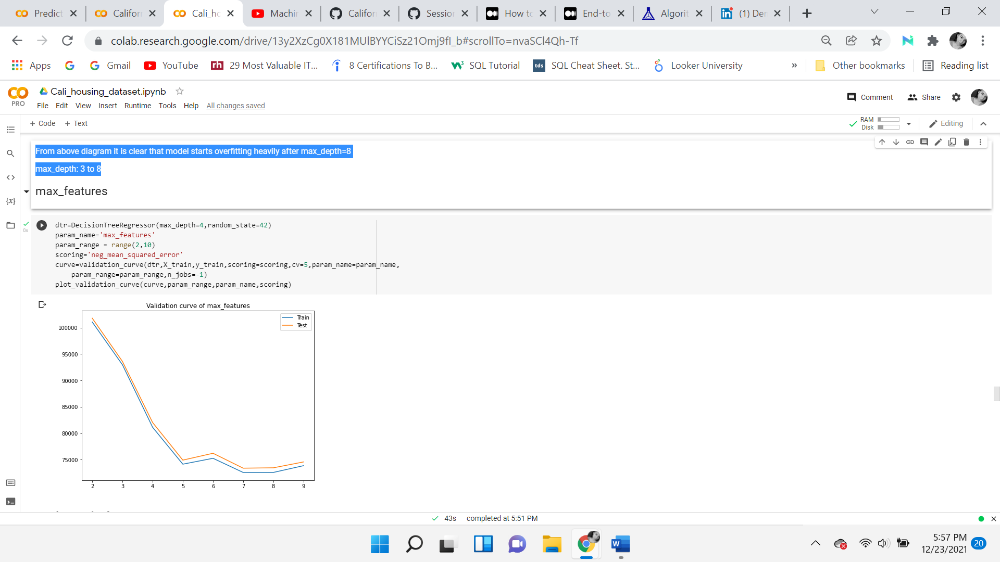 Predict
Califor
Cali_hc
Machir
Califor
Session
How to
End-to
Algorit
(1) Der
colab.research.google.com/drive/13y2XzCg0X181MUlBYYCiSz21Omj9fI_b#scrollTo=nvaSCl4Qh-Tf
Apps
Gmail
YouTube
29 Most Valuable IT...
8 Certifications To B...
SQL Tutorial
tds
SQL Cheat Sheet. St...
Looker University
»
Other bookmarks
Reading list
PRO
Cali_housing_dataset.ipynb
File Edit View Insert Runtime Tools Help All changes saved
Comment
Share
+ Code + Text
RAM
Disk
Editing
From above diagram it is clear that model starts overfitting heavily after max_depth=8
max_depth: 3 to 8
max_features
0s
dtr=DecisionTreeRegressor(max_depth=4,random_state=42)
param_name='max_features'
param_range = range(2,10)
scoring='neg_mean_squared_error'
curve=validation_curve(dtr,X_train,y_train,scoring=scoring,cv=5,param_name=param_name,
param_range=param_range,n_jobs=-1)
plot_validation_curve(curve,param_range,param_name,scoring)
Validation curve of max_features
Train
Test
100000
95000
90000
85000
80000
75000
2 3 4 5 6 7 8 9
43s completed at 5:51 PM
5:57 PM
12/23/2021
20